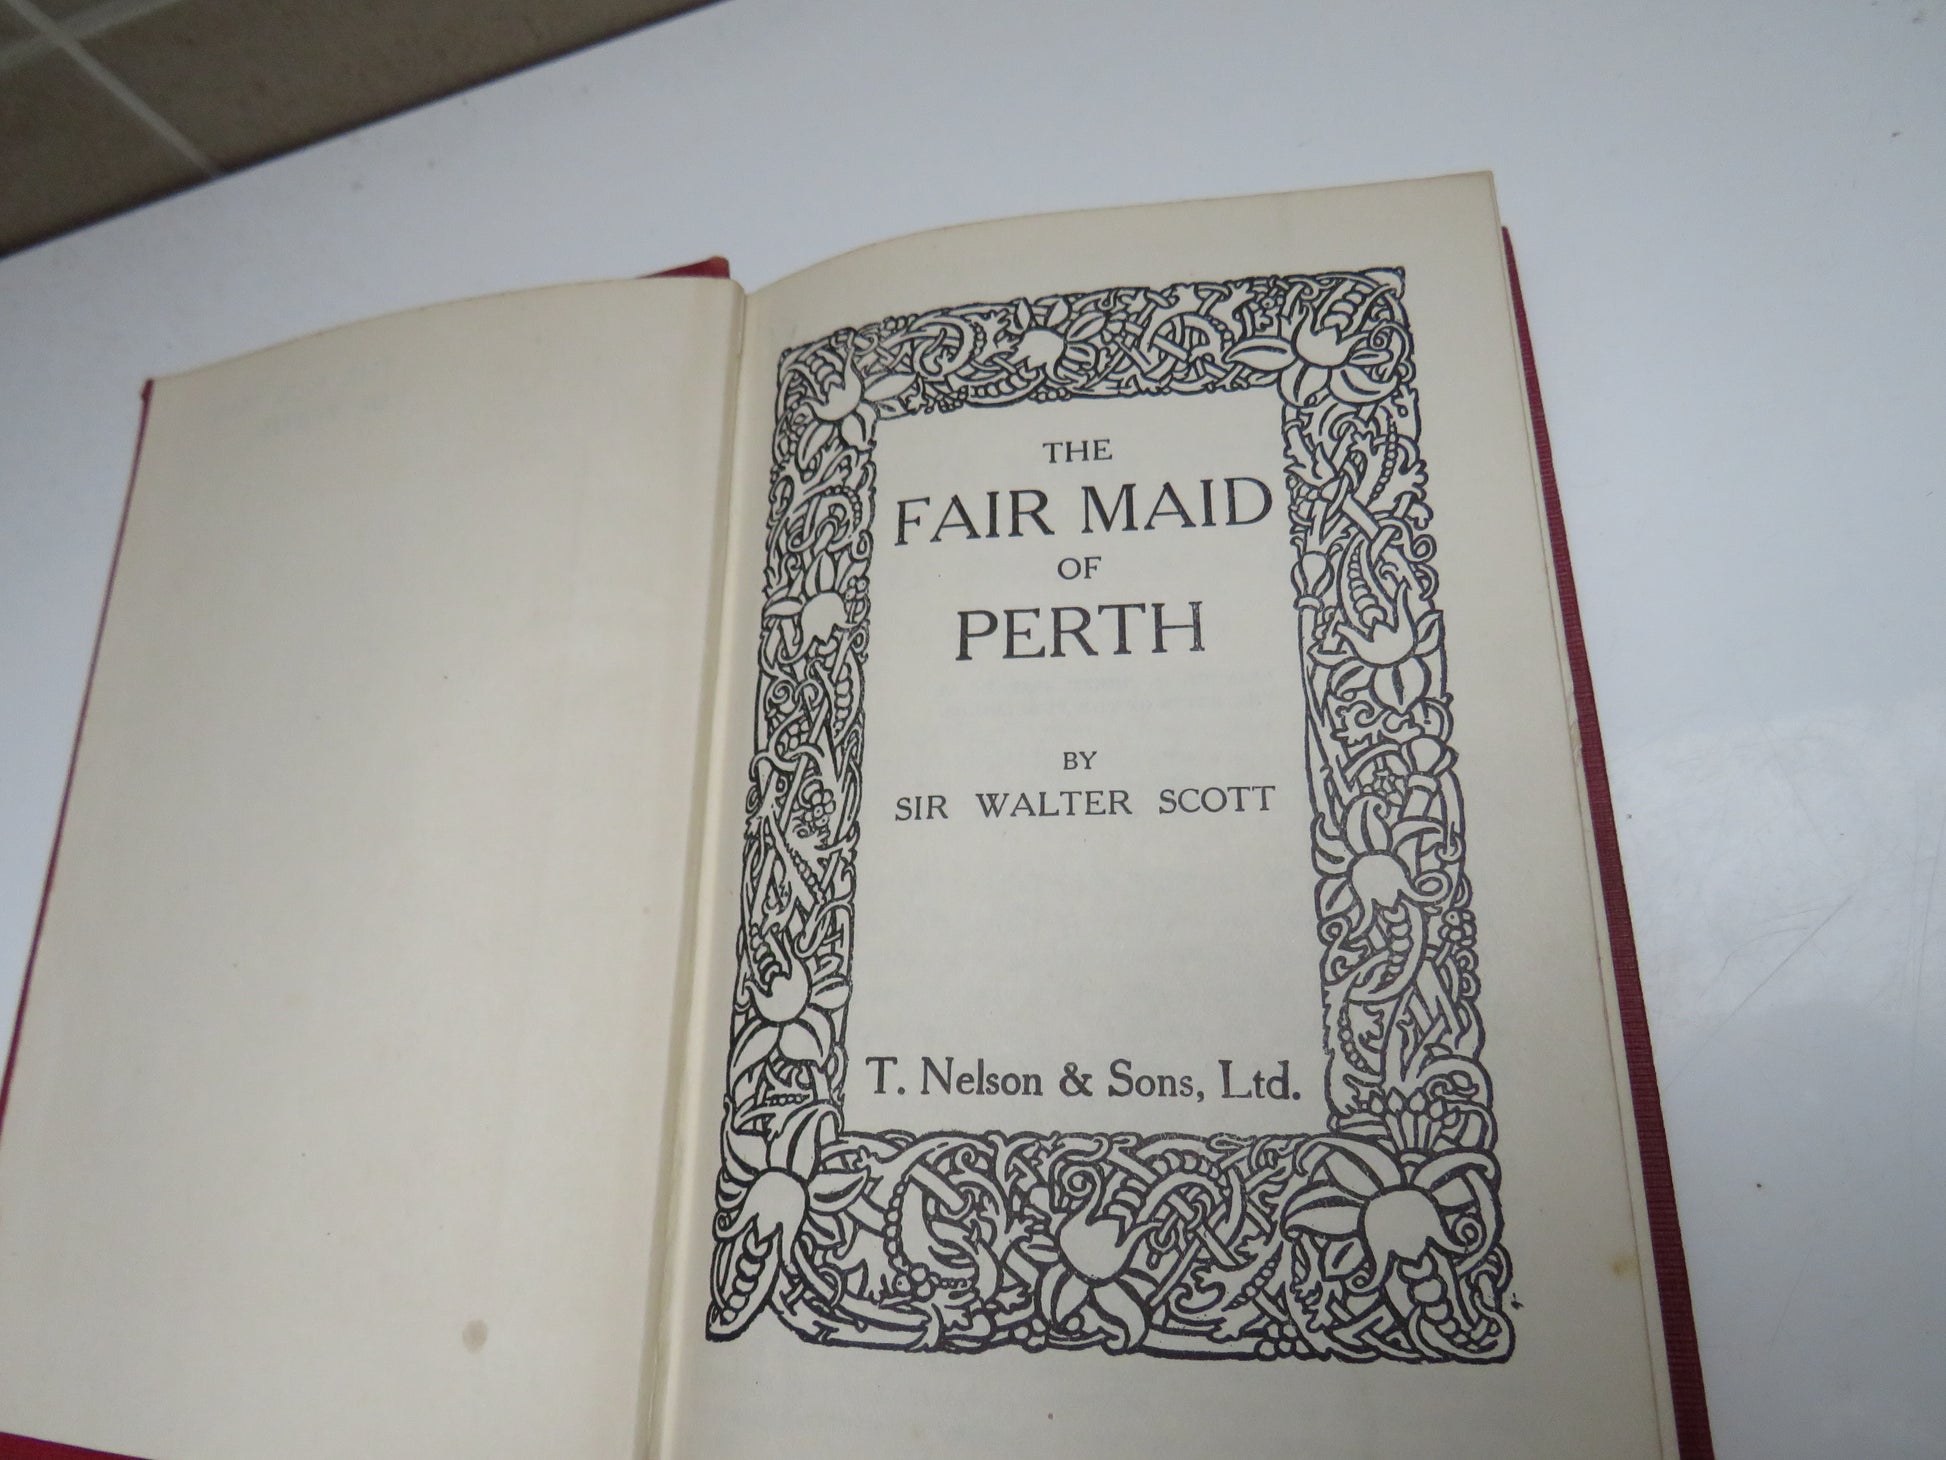 THE
FAIR MAID
OF
PERTH
BY
SIR WALTER SCOTT
T. Nelson & Sons, Ltd.